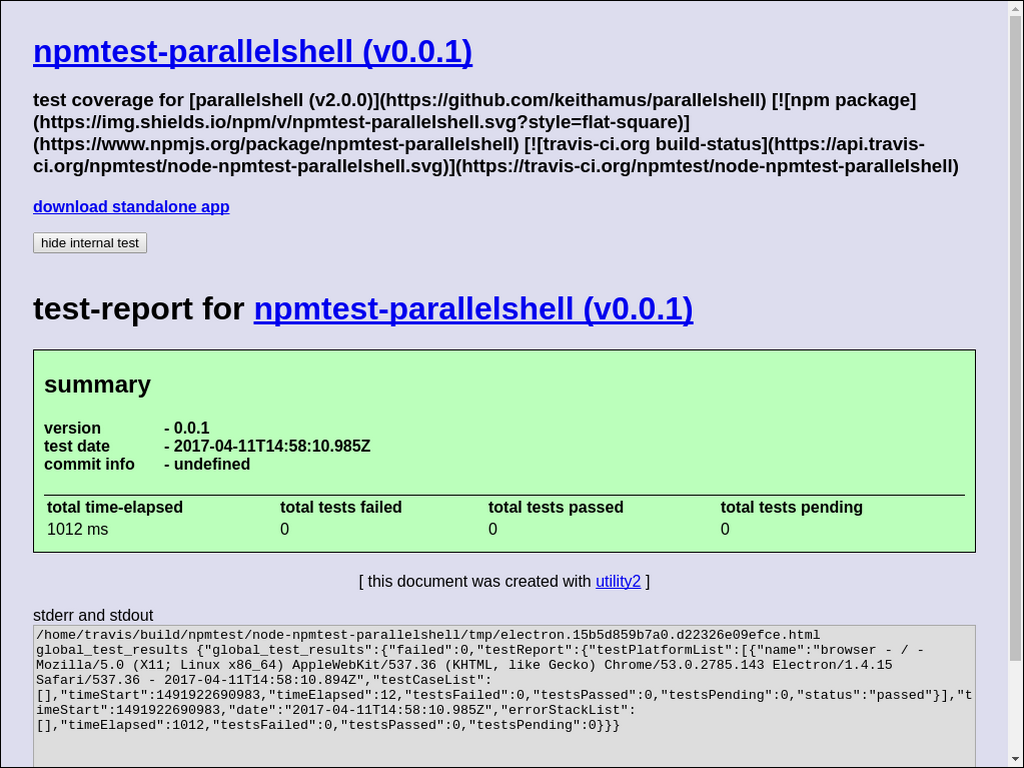 npmtest-parallelshell (v0.0.1)
test coverage for [parallelshell (v2.0.0)](https://github.com/keithamus/parallelshell) [![npm package]
(https://img.shields.io/npm/v/npmtest-parallelshell.svg?style=flat-square)]
(https://www.npmjs.org/package/npmtest-parallelshell) [![travis-ci.org build-status](https://api.travis-
ci.org/npmtest/node-npmtest-parallelshell.svg)](https://travis-ci.org/npmtest/node-npmtest-parallelshell)
download standalone app
hide internal test
test-report for npmtest-parallelshell (v0.0.1)
summary
version - 0.0.1
test date - 2017-04-11T14:58:10.985Z
commit info - undefined
total time-elapsed total tests failed total tests passed total tests pending
1012 ms 0 0 0
[ this document was created with utility2 ]
stderr and stdout
/home/travis/build/npmtest/node-npmtest-parallelshell/tmp/electron.15b5d859b7a0.d22326e09efce.html
global_test_results {"global_test_results":{"failed":0,"testReport":{"testPlatformList":[{"name":"browser - / -
Mozilla/5.0 (X11; Linux x86_64) AppleWebKit/537.36 (KHTML, like Gecko) Chrome/53.0.2785.143 Electron/1.4.15
Safari/537.36 - 2017-04-11T14:58:10.894Z","testCaseList":
[],"timeStart":1491922690983,"timeElapsed":12,"testsFailed":0,"testsPassed":0,"testsPending":0,"status":"passed"}],"t
imeStart":1491922690983,"date":"2017-04-11T14:58:10.985Z","errorStackList":
[],"timeElapsed":1012,"testsFailed":0,"testsPassed":0,"testsPending":0}}}